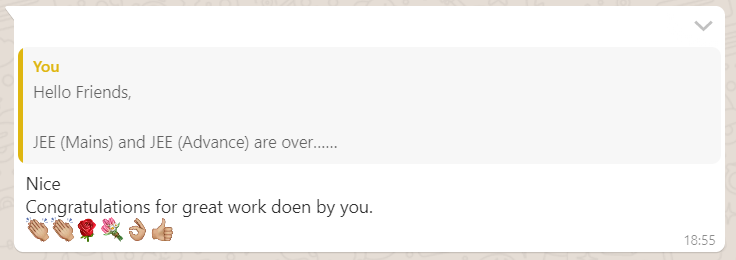 You
Hello Friends,
JEE (Mains) and JEE (Advance) are over......
Nice
Congratulations for great work doen by you.
👏🏽👏🏽🌹💐👌🏽👍🏽
18:55